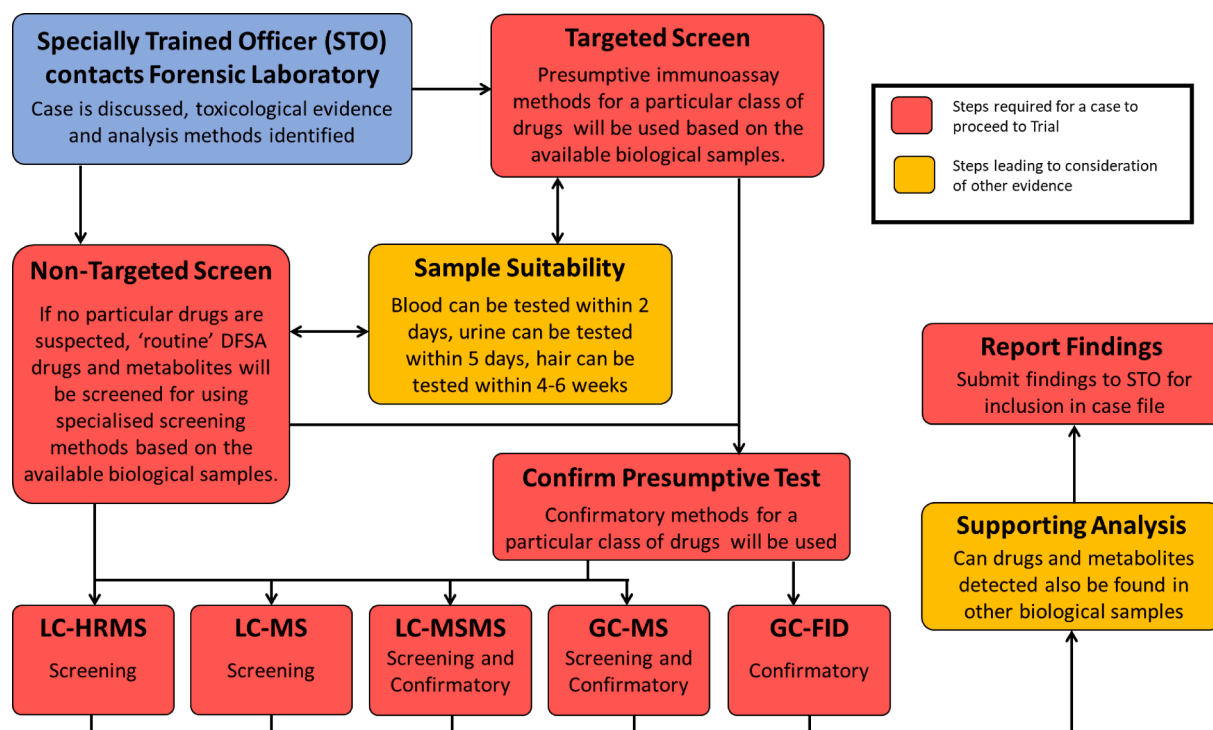 Specially Trained Officer (STO)
contacts Forensic Laboratory
Case is discussed, toxicological evidence
and analysis methods identified
Targeted Screen
Presumptive immunoassay
methods for a particular class of
drugs will be used based on the
available biological samples.
Steps required for a case to
proceed to Trial
Steps leading to consideration
of other evidence
Non-Targeted Screen
If no particular drugs are
suspected, ‘routine’ DFSA
drugs and metabolites will
be screened for using
specialised screening
methods based on the
available biological samples.
Sample Suitability
Blood can be tested within 2
days, urine can be tested
within 5 days, hair can be
tested within 4-6 weeks
Report Findings
Submit findings to STO for
inclusion in case file
Confirm Presumptive Test
Confirmatory methods for a
particular class of drugs will be used
Supporting Analysis
Can drugs and metabolites
detected also be found in
other biological samples
LC-HRMS
Screening
LC-MS
Screening
LC-MSMS
Screening and
Confirmatory
GC-MS
Screening and
Confirmatory
GC-FID
Confirmatory